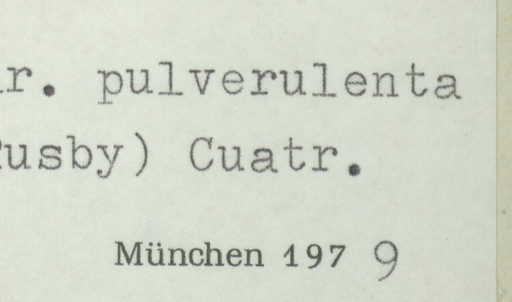 r. pulverulenta
usby) Cuatr.
München 197 9